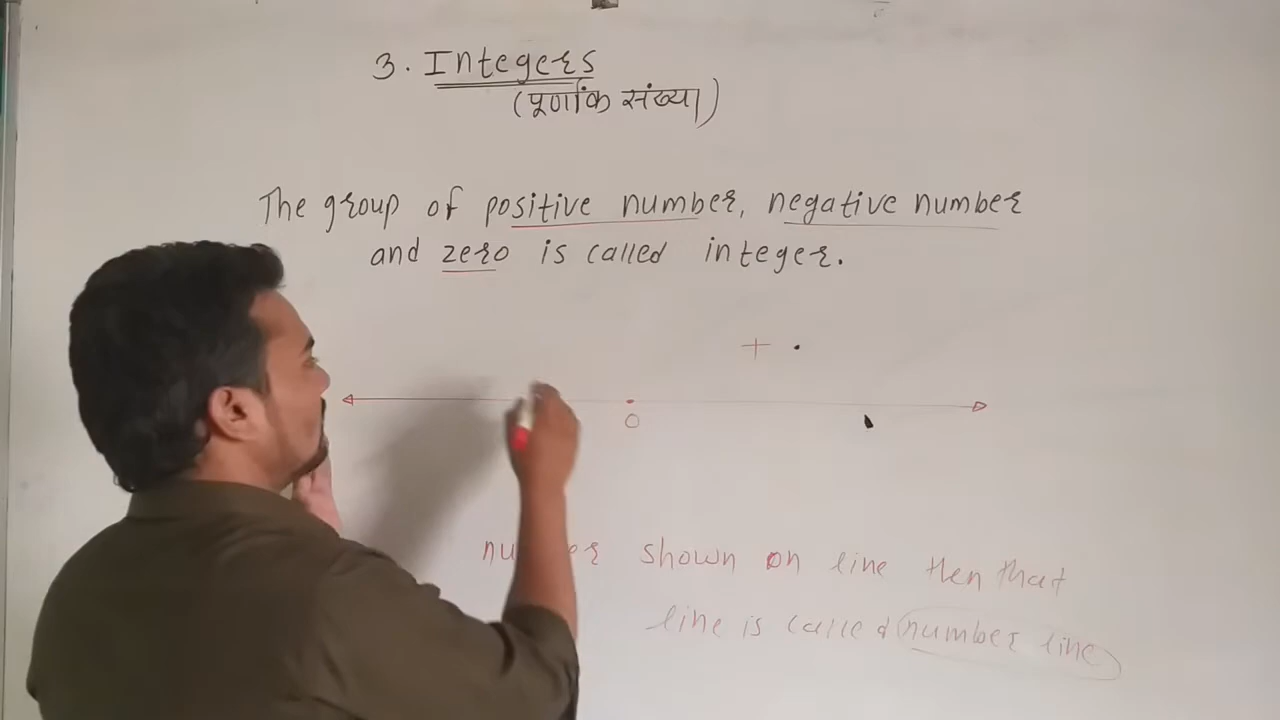 3. Integers
(पूर्णांक संख्या)
The group of positive number, negative number
and zero is called integer.
+
0
shown on line then that
line is called number line